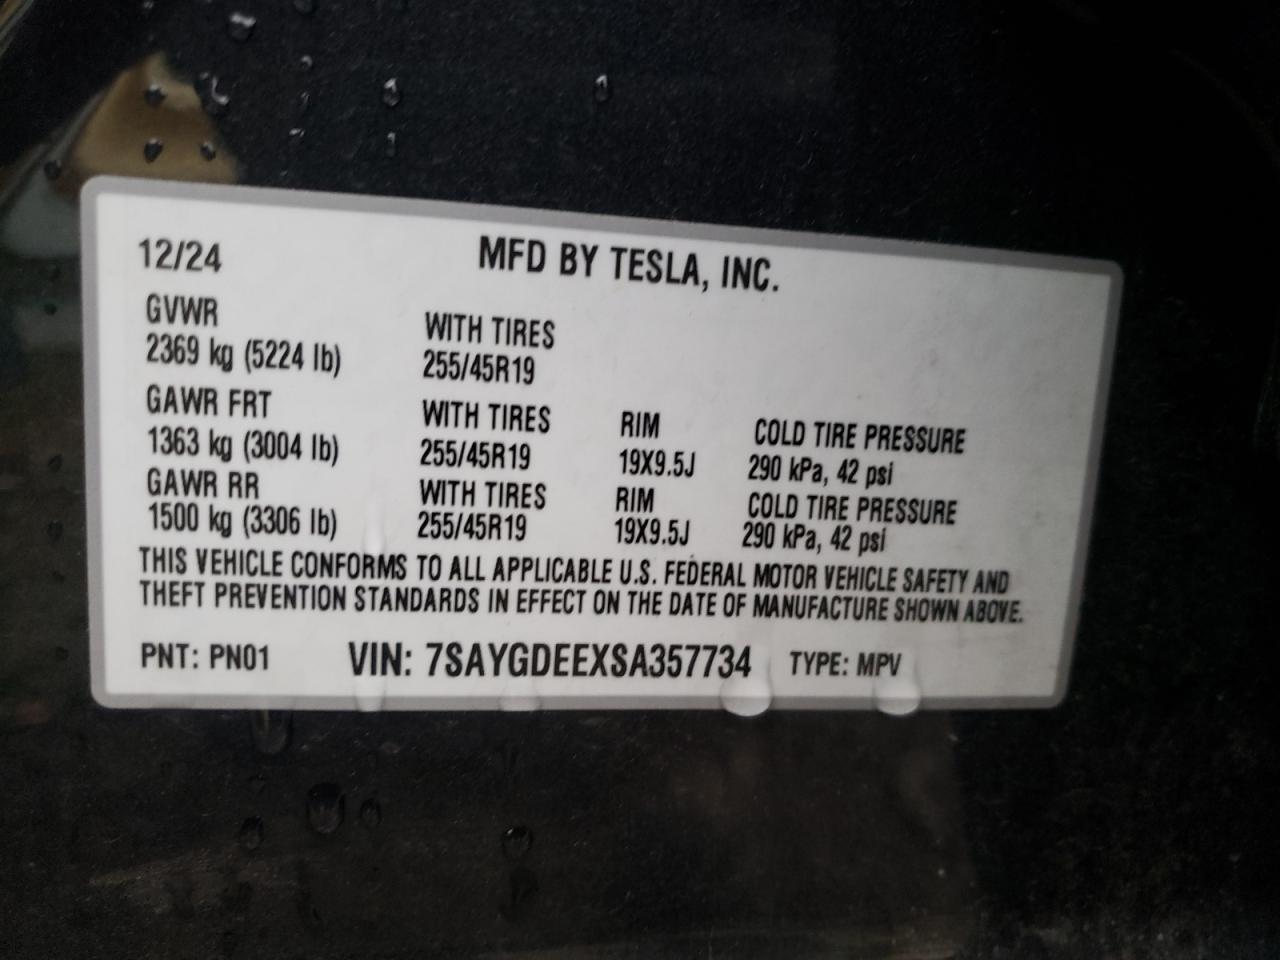 12/24 MFD BY TESLA, INC.
GVWR
2369 kg (5224 lb)
WITH TIRES
255/45R19
GAWR FRT
1363 kg (3004 lb)
WITH TIRES
255/45R19
RIM
19X9.5J
COLD TIRE PRESSURE
290 kPa, 42 psi
GAWR RR
1500 kg (3306 lb)
WITH TIRES
255/45R19
RIM
19X9.5J
COLD TIRE PRESSURE
290 kPa, 42 psi
THIS VEHICLE CONFORMS TO ALL APPLICABLE U.S. FEDERAL MOTOR VEHICLE SAFETY AND
THEFT PREVENTION STANDARDS IN EFFECT ON THE DATE OF MANUFACTURE SHOWN ABOVE.
PNT: PN01 VIN: 7SAYGDEEXSA357734 TYPE: MPV